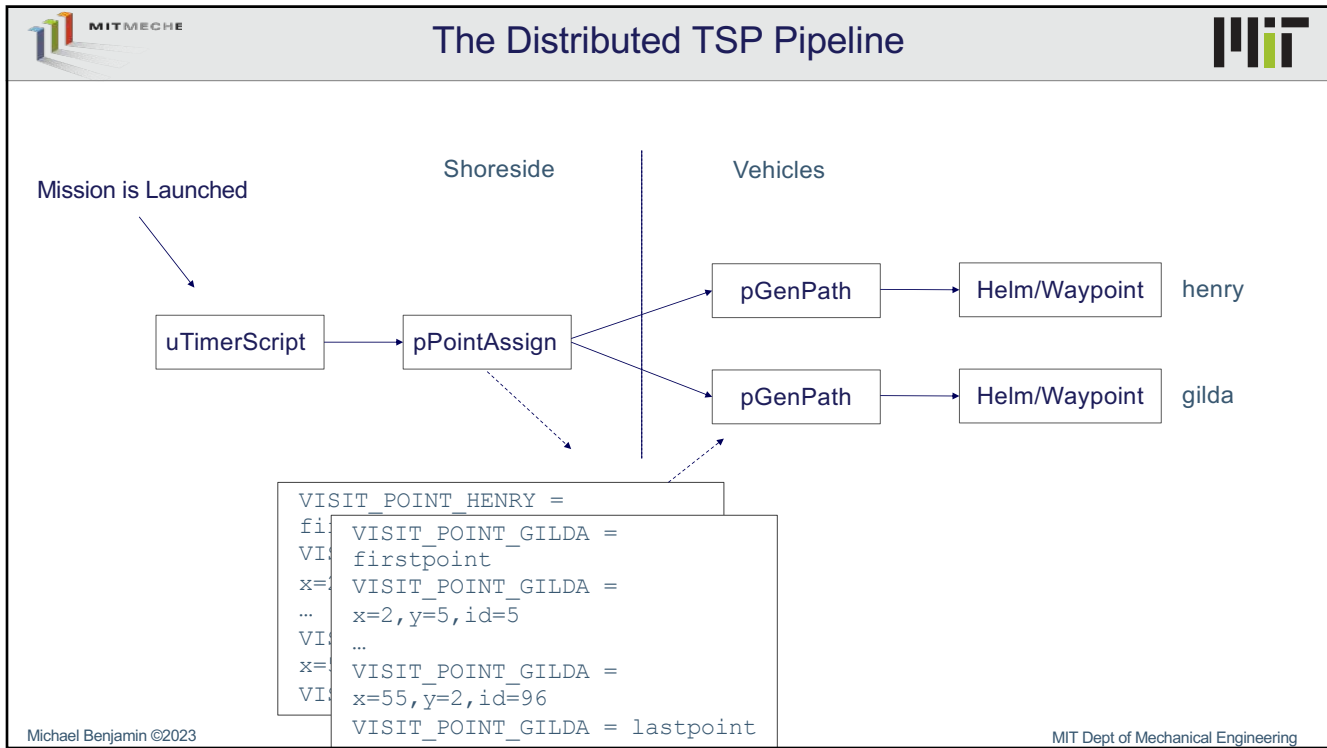 MITMECHE
The Distributed TSP Pipeline
MIT
Shoreside
Vehicles
Mission is Launched
uTimerScript
pPointAssign
pGenPath
Helm/Waypoint
henry
pGenPath
Helm/Waypoint
gilda
VISIT_POINT_HENRY =
VISIT_POINT_GILDA =
firstpoint
VISIT_POINT_GILDA =
x=2,y=5,id=5
…
VISIT_POINT_GILDA =
x=55,y=2,id=96
VISIT_POINT_GILDA = lastpoint
…
Michael Benjamin ©2023
MIT Dept of Mechanical Engineering